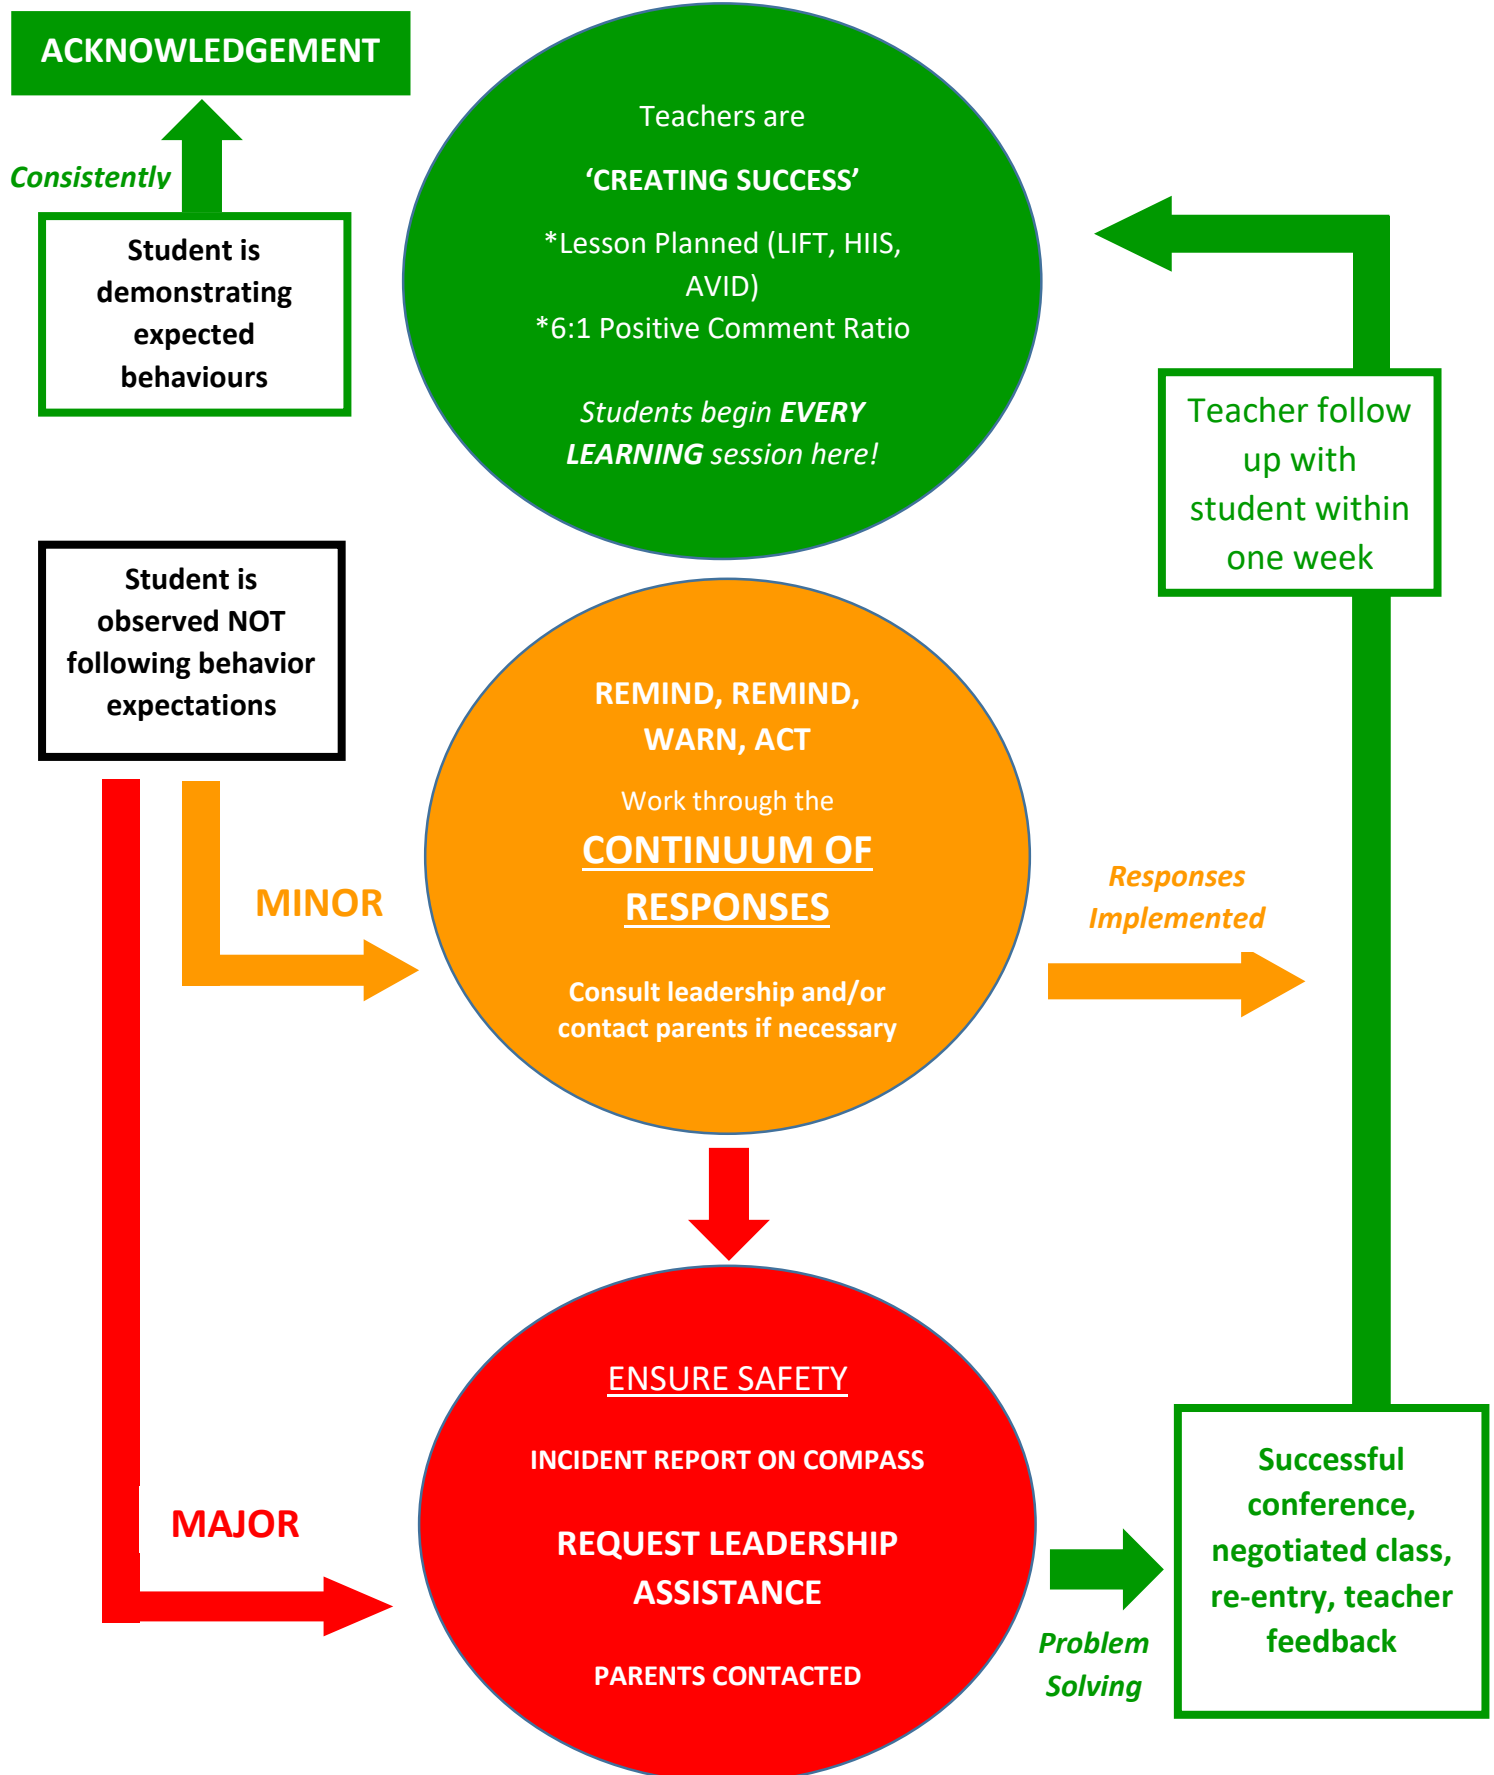 ACKNOWLEDGEMENT
Consistently
Student is
demonstrating
expected
behaviours
Teachers are
‘CREATING SUCCESS’
*Lesson Planned (LIFT, HIIS,
AVID)
*6:1 Positive Comment Ratio
Students begin EVERY
LEARNING session here!
Teacher follow
up with
student within
one week
Student is
observed NOT
following behavior
expectations
MINOR
REMIND, REMIND,
WARN, ACT
Work through the
CONTINUUM OF
RESPONSES
Consult leadership and/or
contact parents if necessary
Responses
Implemented
MAJOR
ENSURE SAFETY
INCIDENT REPORT ON COMPASS
REQUEST LEADERSHIP
ASSISTANCE
PARENTS CONTACTED
Problem
Solving
Successful
conference,
negotiated class,
re-entry, teacher
feedback